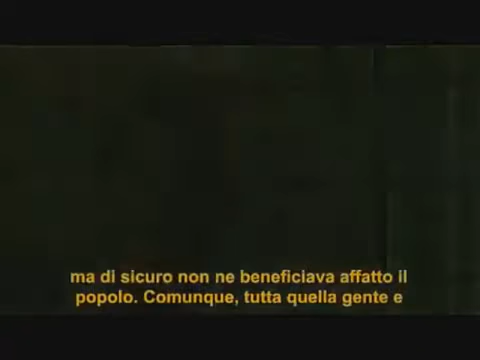 ma di sicuro non ne beneficiava affatto il
popolo. Comunque, tutta quella gente e